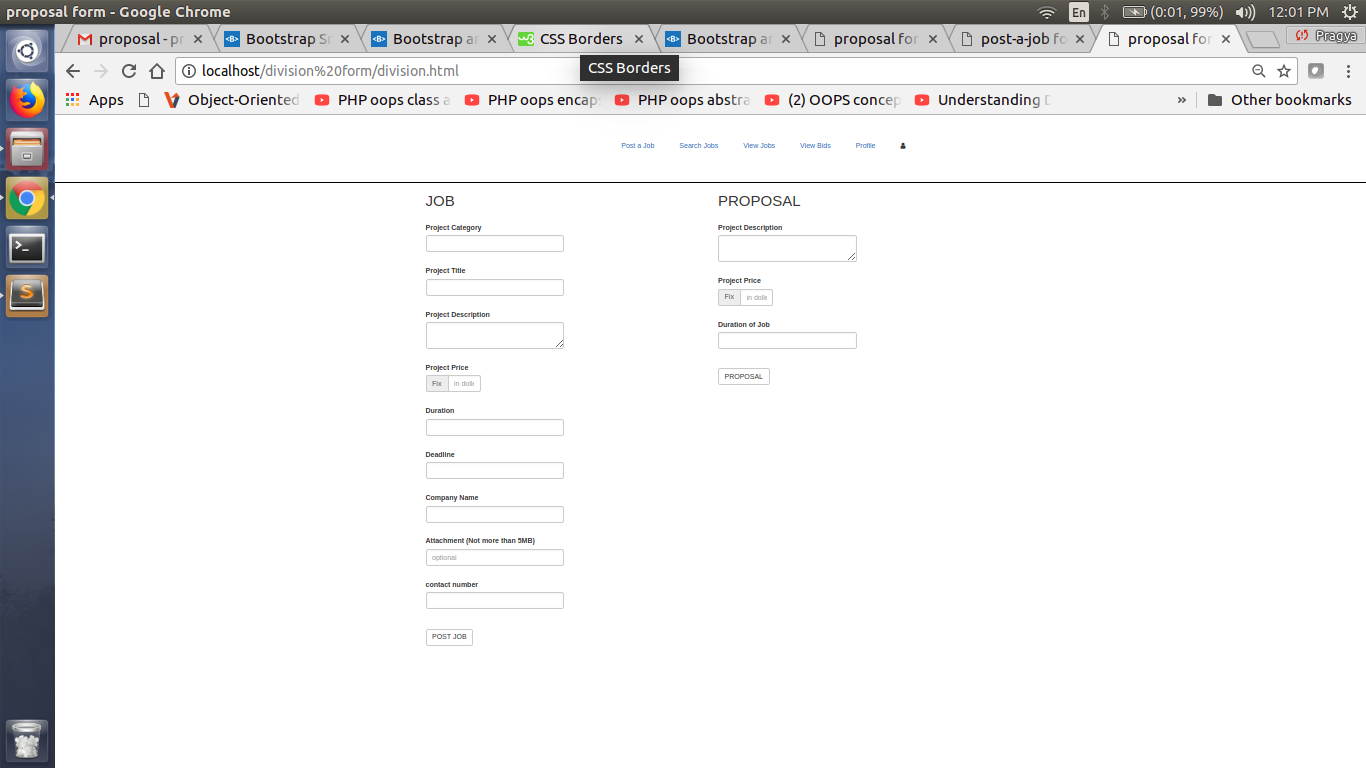 proposal form - Google Chrome
En
(0:01, 99%)
12:01 PM
proposal - pr
Bootstrap Sn
Bootstrap an
CSS Borders
Bootstrap an
proposal for
post-a-job fo
proposal for
Pragya
localhost/division%20form/division.html
CSS Borders
Apps
Object-Oriented
PHP oops class a
PHP oops encap
PHP oops abstra
(2) OOPS concep
Understanding D
»
Other bookmarks
Post a Job
Search Jobs
View Jobs
View Bids
Profile
JOB
Project Category
Project Title
Project Description
Project Price
Fix
in doll
Duration
Deadline
Company Name
Attachment (Not more than 5MB)
optional
contact number
POST JOB
PROPOSAL
Project Description
Project Price
Fix
in doll
Duration of Job
PROPOSAL